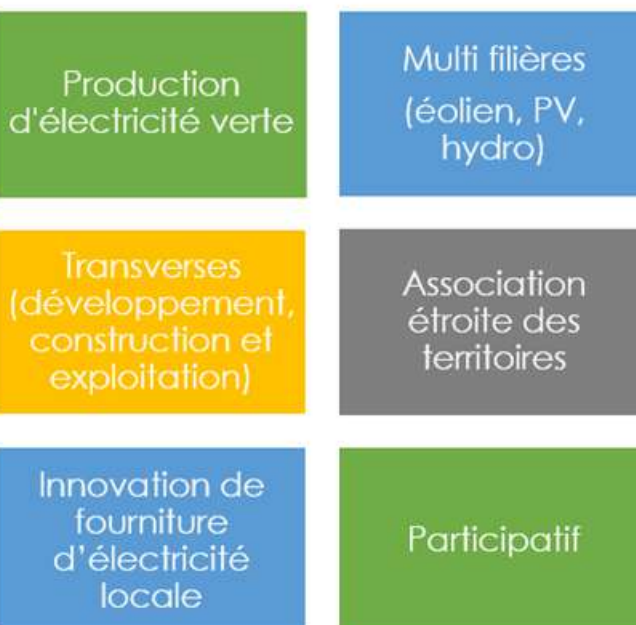 Production
d'électricité verte
Multi filières
(éolien, PV,
hydro)
Transverses
(développement,
construction et
exploitation)
Association
étroite des
territoires
Innovation de
fourniture
d’électricité
locale
Participatif